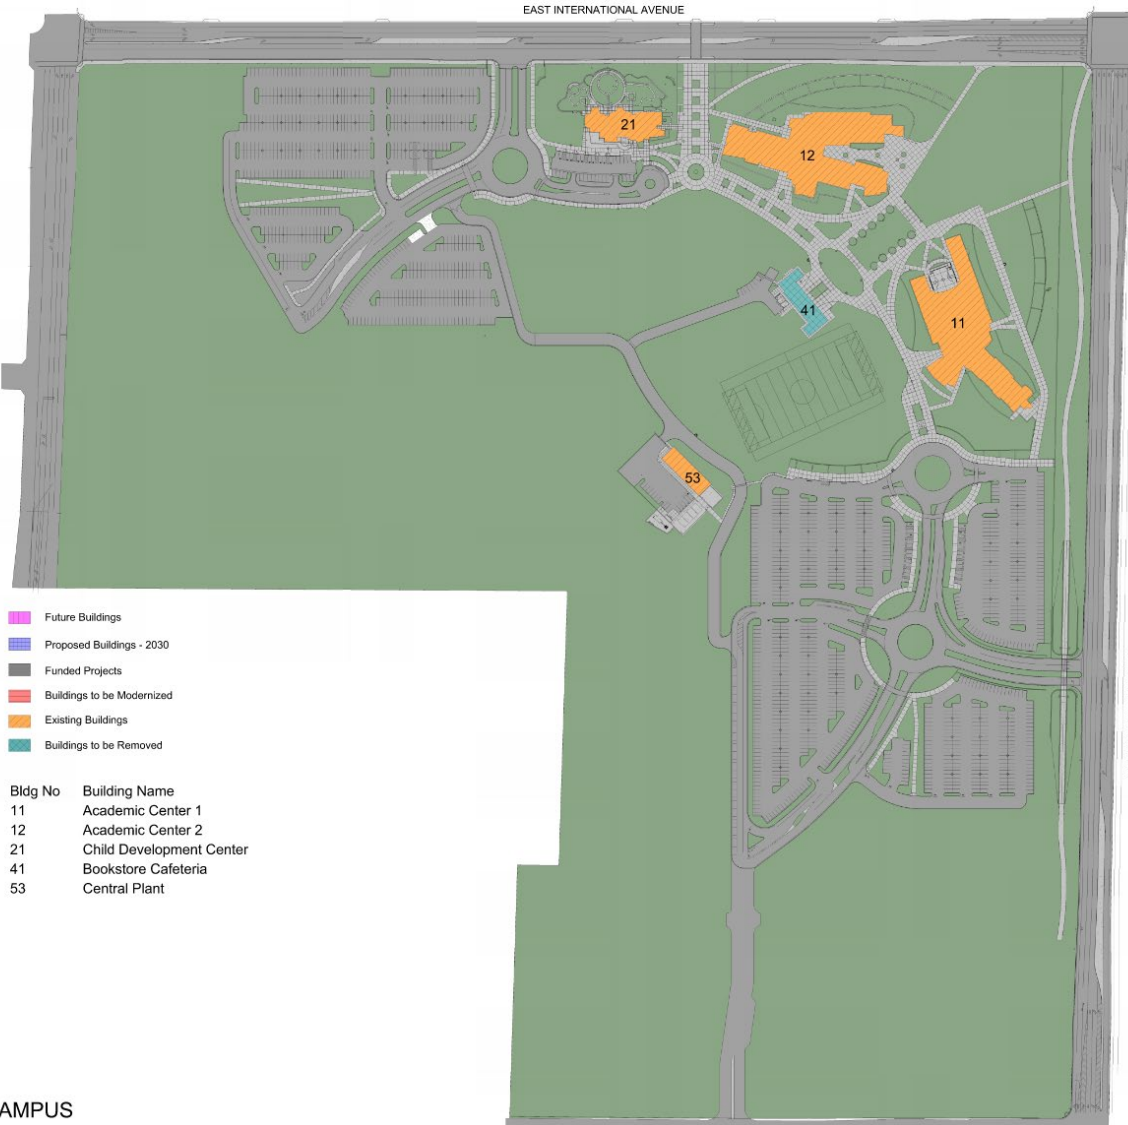 EAST INTERNATIONAL AVENUE
21
12
41
11
53
Future Buildings
Proposed Buildings - 2030
Funded Projects
Buildings to be Modernized
Existing Buildings
Buildings to be Removed
Bldg No Building Name
11 Academic Center 1
12 Academic Center 2
21 Child Development Center
41 Bookstore Cafeteria
53 Central Plant
AMPUS